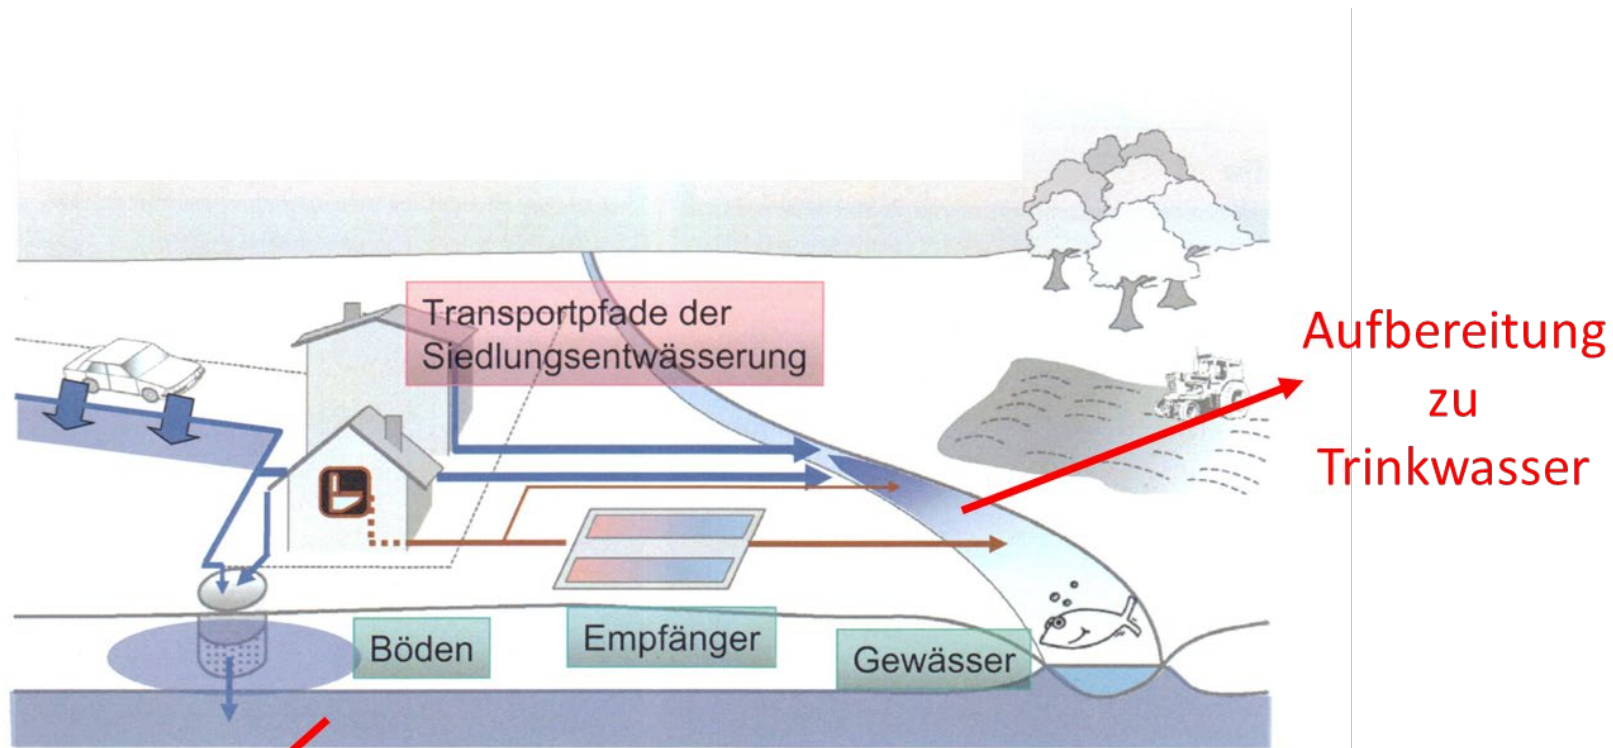 Transportpfade der
Siedlungsentwässerung
Aufbereitung
zu
Trinkwasser
Böden
Empfänger
Gewässer